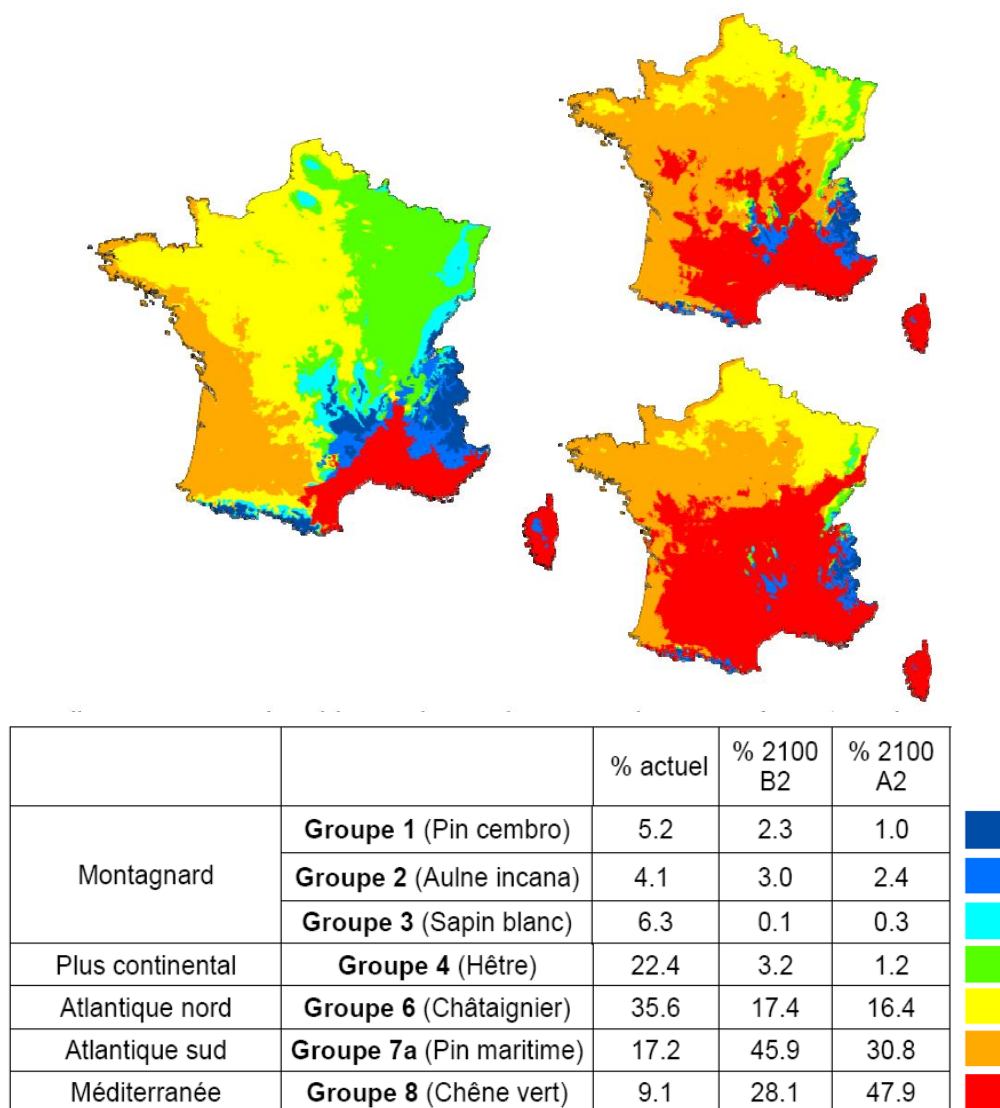 % actuel % 2100 B2 % 2100 A2
Montagnard
Groupe 1 (Pin cembro) 5.2 2.3 1.0
Groupe 2 (Aulne incana) 4.1 3.0 2.4
Groupe 3 (Sapin blanc) 6.3 0.1 0.3
Plus continental Groupe 4 (Hêtre) 22.4 3.2 1.2
Atlantique nord Groupe 6 (Châtaignier) 35.6 17.4 16.4
Atlantique sud Groupe 7a (Pin maritime) 17.2 45.9 30.8
Méditerranée Groupe 8 (Chêne vert) 9.1 28.1 47.9